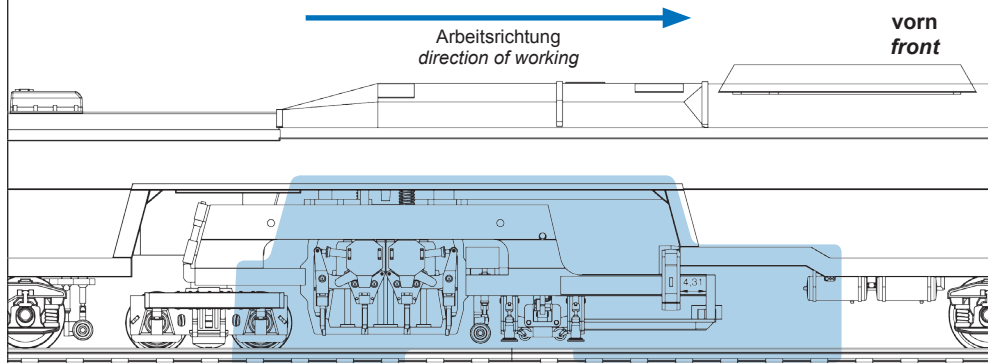 Arbeitsrichtung
direction of working
vorn
front
4,31